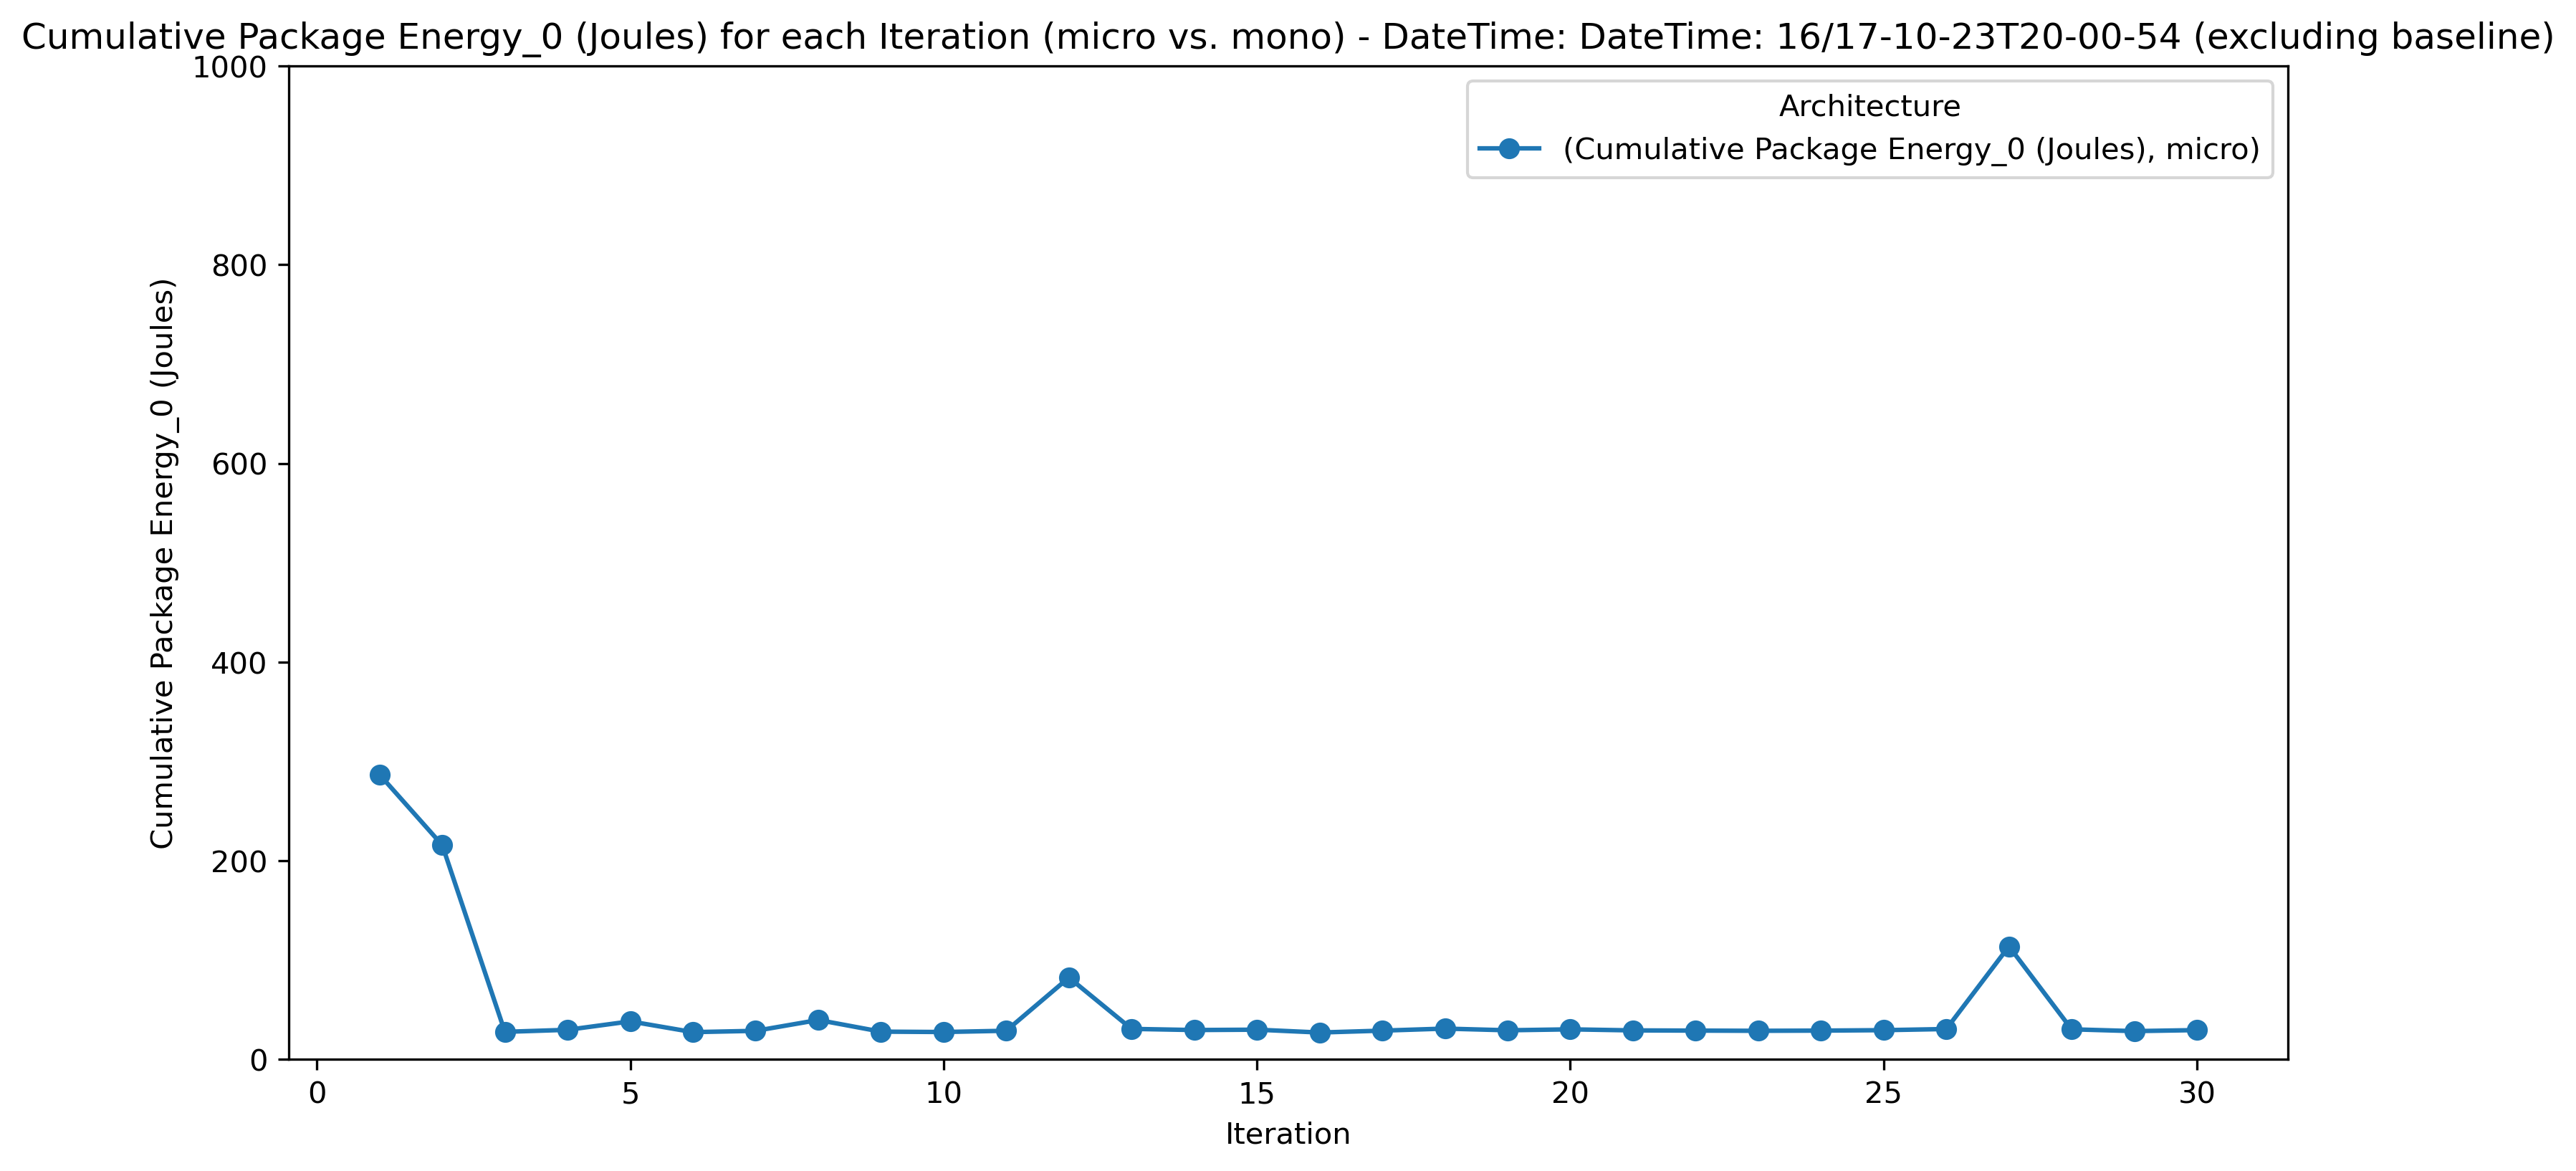 Cumulative Package Energy_0 (Joules) for each Iteration (micro vs. mono) - DateTime: DateTime: 16/17-10-23T20-00-54 (excluding baseline)
Architecture
(Cumulative Package Energy_0 (Joules), micro)
Cumulative Package Energy_0 (Joules)
1000
800
600
400
200
0
0 5 10 15 20 25 30
Iteration